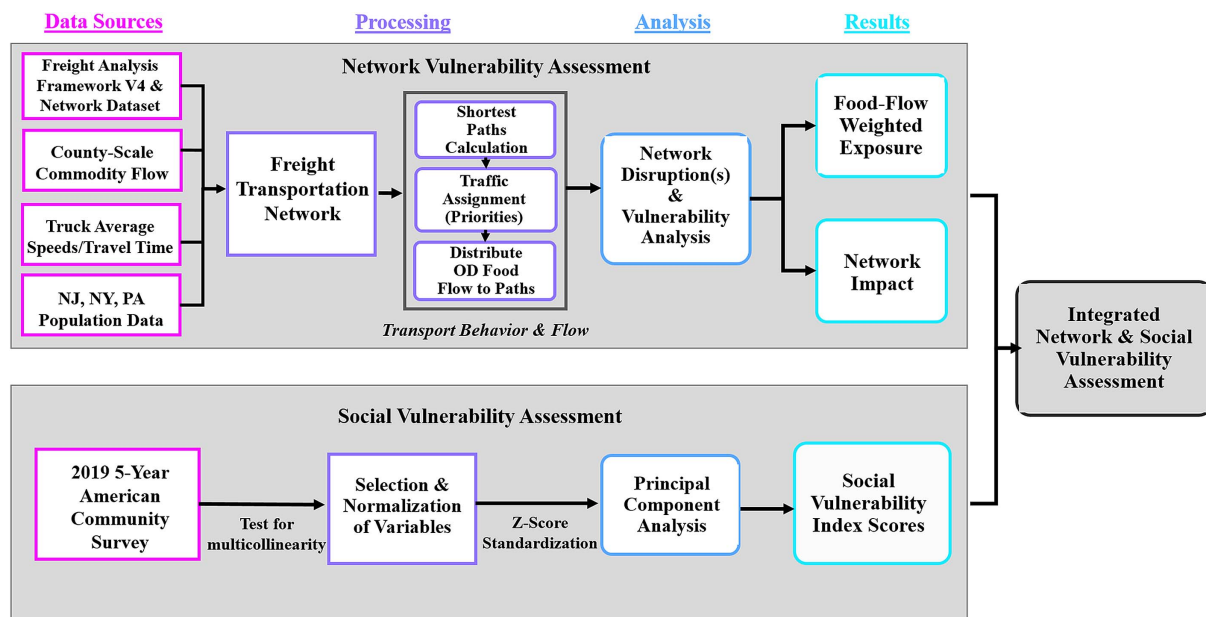 Data Sources
Processing
Analysis
Results
Network Vulnerability Assessment
Freight Analysis
Framework V4 &
Network Dataset
County-Scale
Commodity Flow
Truck Average
Speeds/Travel Time
NJ, NY, PA
Population Data
Freight
Transportation
Network
Shortest
Paths
Calculation
Traffic
Assignment
(Priorities)
Distribute
OD Food
Flow to Paths
Transport Behavior & Flow
Network
Disruption(s)
&
Vulnerability
Analysis
Food-Flow
Weighted
Exposure
Network
Impact
Integrated
Network & Social
Vulnerability
Assessment
Social Vulnerability Assessment
2019 5-Year
American
Community
Survey
Test for
multicollinearity
Selection &
Normalization
of Variables
Z-Score
Standardization
Principal
Component
Analysis
Social
Vulnerability
Index Scores